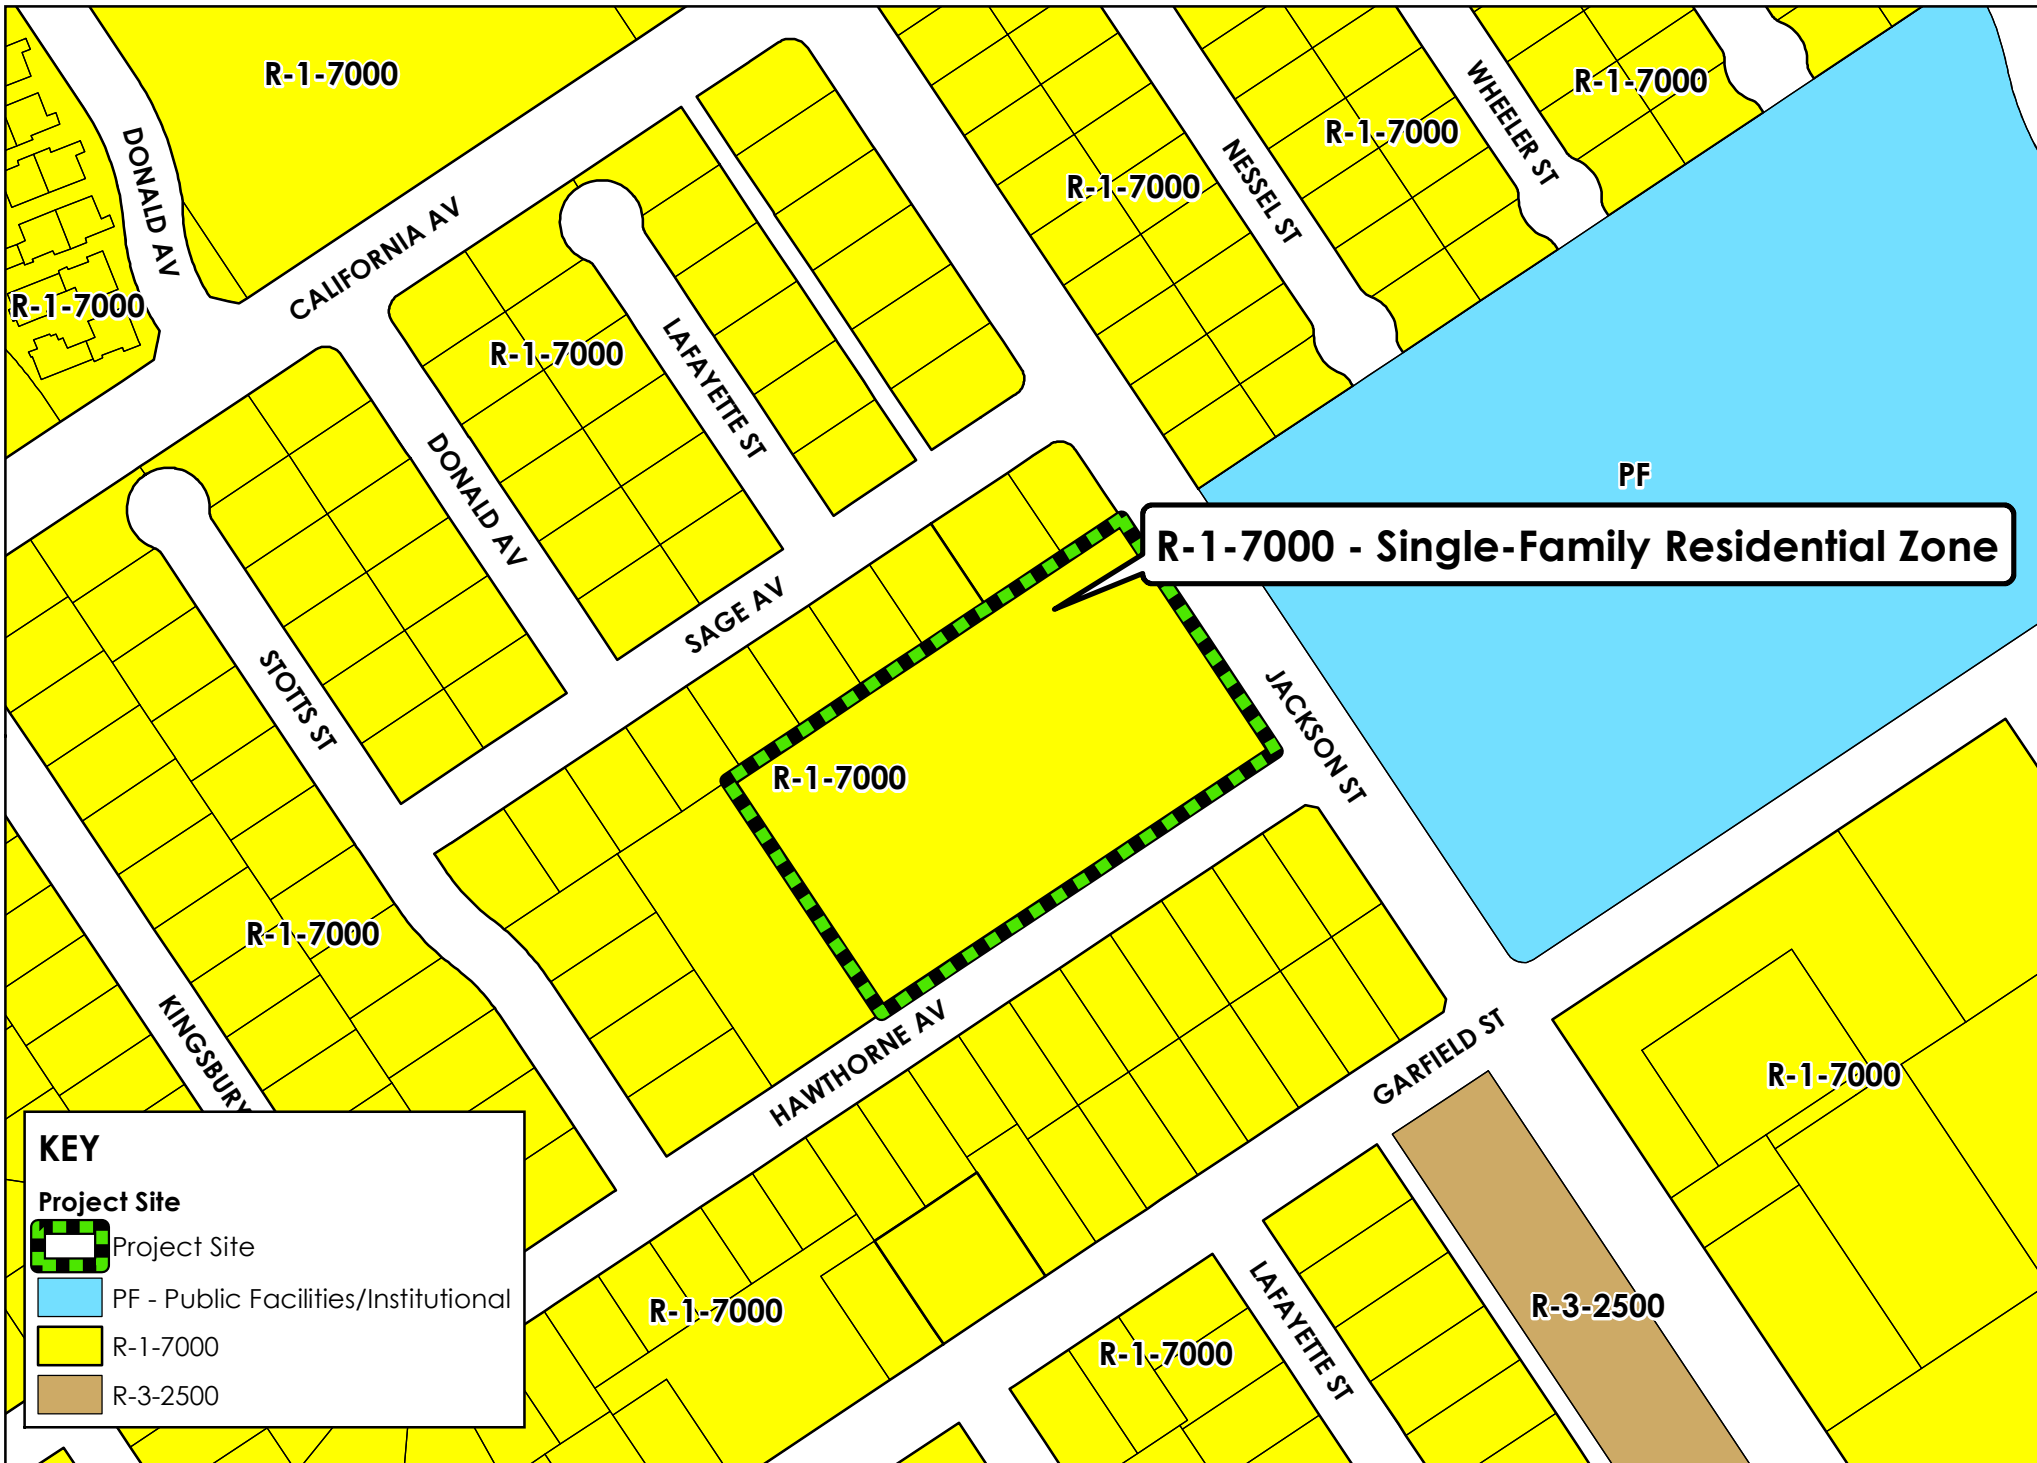 R-1-7000
R-1-7000
WHEELER ST
R-1-7000
DONALD AV
R-1-7000
NESSEL ST
CALIFORNIA AV
R-1-7000
R-1-7000
LAFAYETTE ST
DONALD AV
PF
R-1-7000 - Single-Family Residential Zone
SAGE AV
STOTTS ST
JACKSON ST
R-1-7000
R-1-7000
KINGSBURY
HAWTHORNE AV
GARFIELD ST
R-1-7000
KEY
Project Site
Project Site
PF - Public Facilities/Institutional
R-1-7000
R-3-2500
R-1-7000
R-3-2500
R-1-7000
LAFAYETTE ST